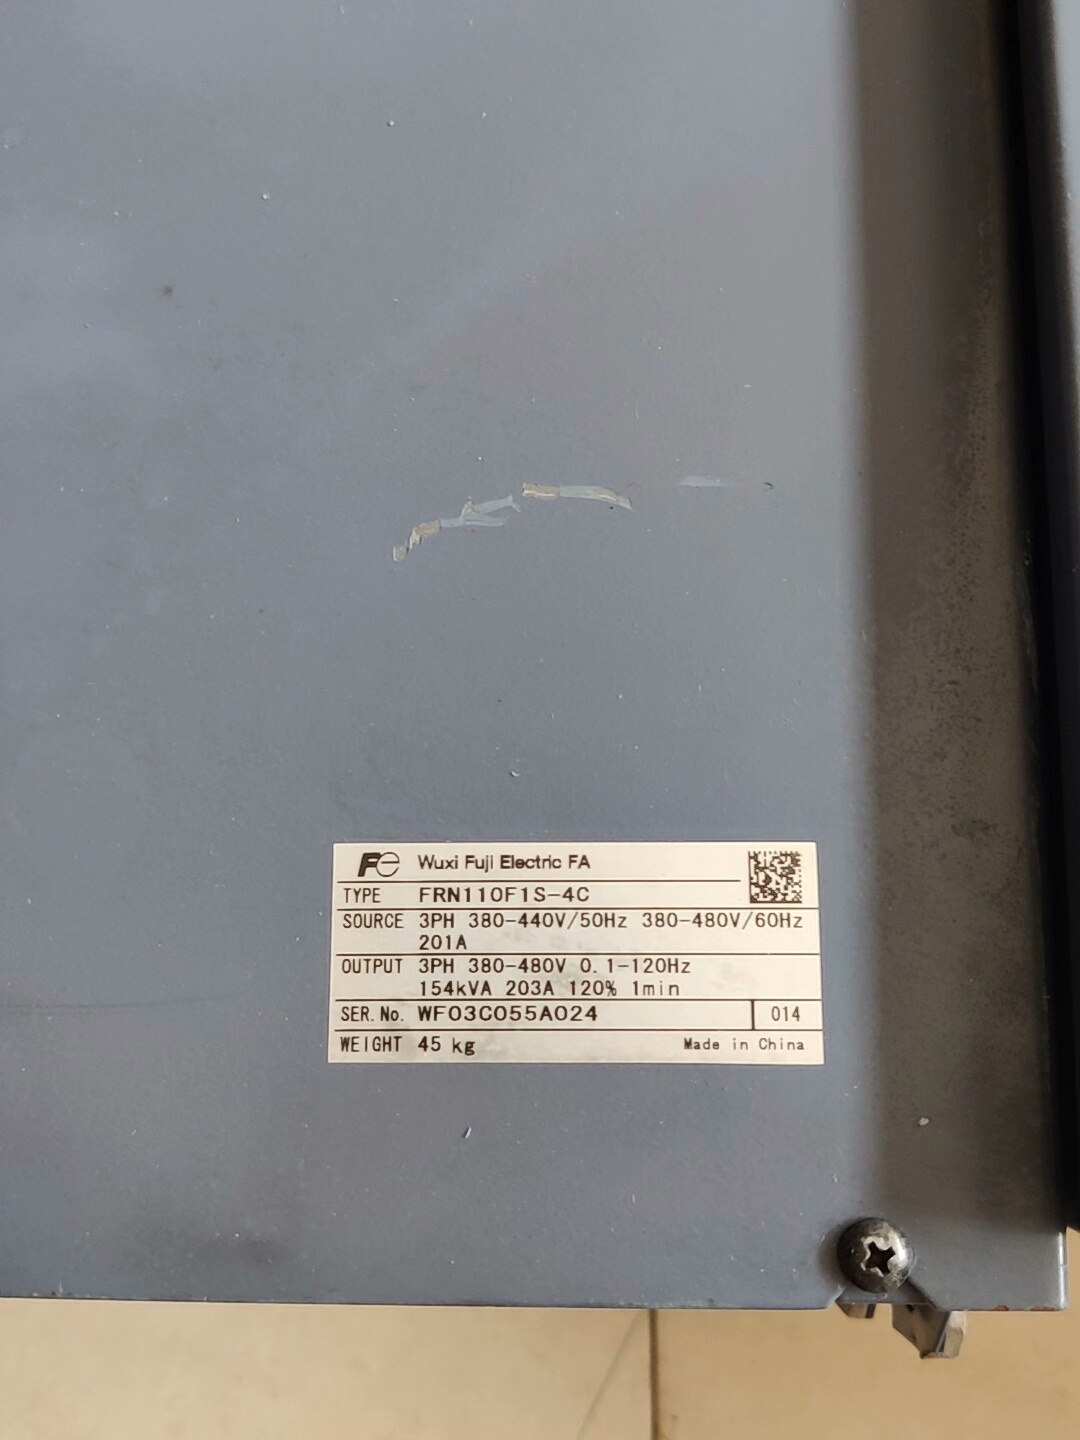 Fe Wuxi Fuji Electric FA
TYPE FRN110F1S-4C
SOURCE 3PH 380-440V/50Hz 380-480V/60Hz
201A
OUTPUT 3PH 380-480V 0.1-120Hz
154kVA 203A 120% 1min
SER.No. WF03C055A024 014
WEIGHT 45 kg Made in China